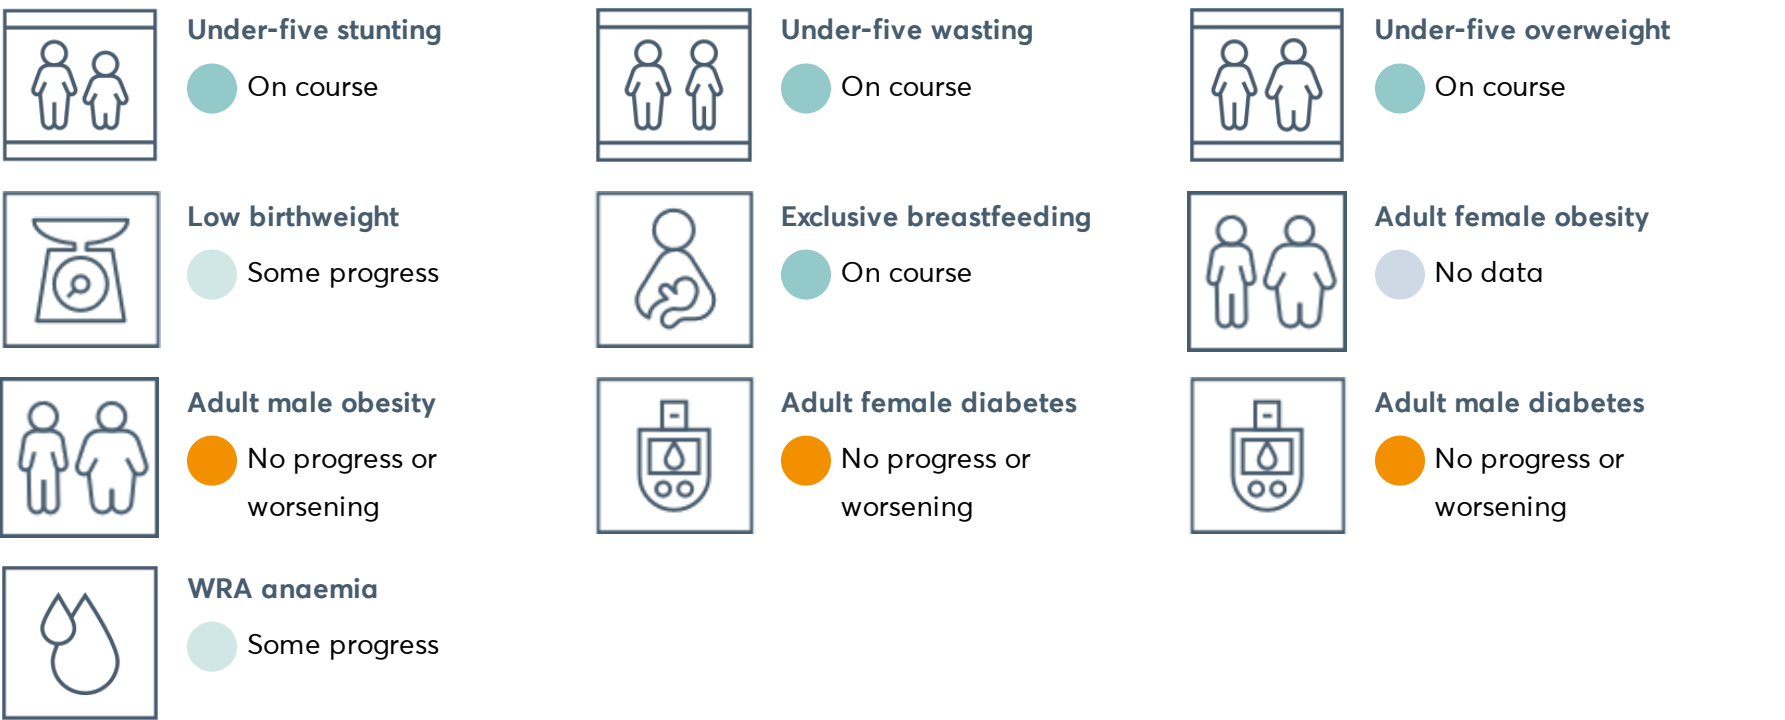 Under-five stunting
On course
Under-five wasting
On course
Under-five overweight
On course
Low birthweight
Some progress
Exclusive breastfeeding
On course
Adult female obesity
No data
Adult male obesity
No progress or
worsening
Adult female diabetes
No progress or
worsening
Adult male diabetes
No progress or
worsening
WRA anaemia
Some progress